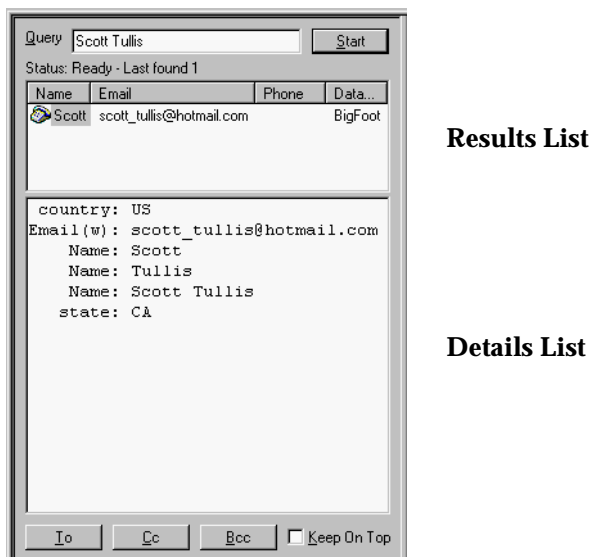 Query Scott Tullis Start
Status: Ready - Last found 1
Name Email Phone Data...
Scott scott_tullis@hotmail.com BigFoot
Results List
country: US
Email(w): scott_tullis@hotmail.com
Name: Scott
Name: Tullis
Name: Scott Tullis
state: CA
Details List
To Cc Bcc Keep On Top